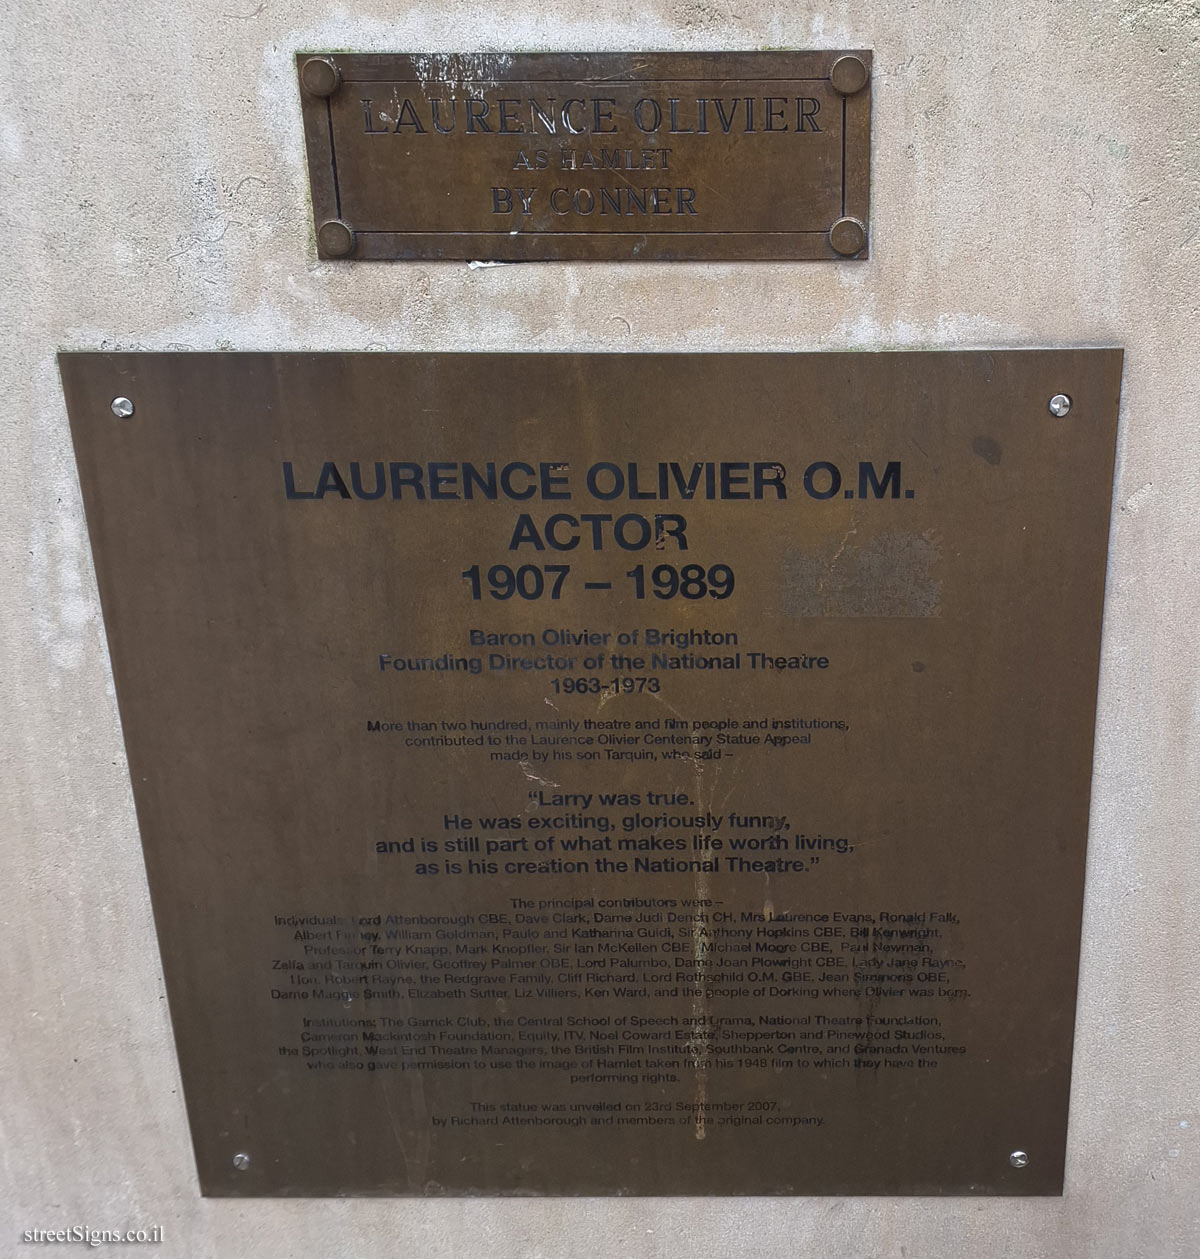 LAURENCE OLIVIER
AS HAMLET
BY CONNER
LAURENCE OLIVIER O.M.
ACTOR
1907 – 1989
Baron Olivier of Brighton
Founding Director of the National Theatre
1963-1973
More than two hundred, mainly theatre and film people and institutions,
contributed to the Laurence Olivier Centenary Statue Appeal
made by his son Tarquin, who said –
“Larry was true.
He was exciting, gloriously funny,
and is still part of what makes life worth living,
as is his creation the National Theatre.”
The principal contributors were –
Individuals: Lord Attenborough CBE, Dave Clark, Dame Judi Dench CH, Mrs Laurence Evans, Ronald Falk,
Albert Finney, William Goldman, Paulo and Katharina Guidi, Sir Anthony Hopkins CBE, Bill Kenwright,
Professor Terry Knapp, Mark Knopfler, Sir Ian McKellen CBE, Michael Moore CBE, Paul Newman,
Zelfa and Tarquin Olivier, Geoffrey Palmer OBE, Lord Palumbo, Dame Joan Plowright CBE, Lady Jane Rayne,
Hon. Robert Rayne, the Redgrave Family, Cliff Richard, Lord Rothschild O.M. GBE, Jean Simmons OBE,
Dame Maggie Smith, Elizabeth Sutter, Liz Villiers, Ken Ward, and the people of Dorking where Olivier was born.
Institutions: The Garrick Club, the Central School of Speech and Drama, National Theatre Foundation,
Cameron Mackintosh Foundation, Equity, ITV, Noel Coward Estate, Shepperton and Pinewood Studios,
the Spotlight, West End Theatre Managers, the British Film Institute, Southbank Centre, and Granada Ventures
who also gave permission to use the image of Hamlet taken from his 1948 film to which they have the
performing rights.
This statue was unveiled on 23rd September 2007,
by Richard Attenborough and members of the original company.
streetSigns.co.il